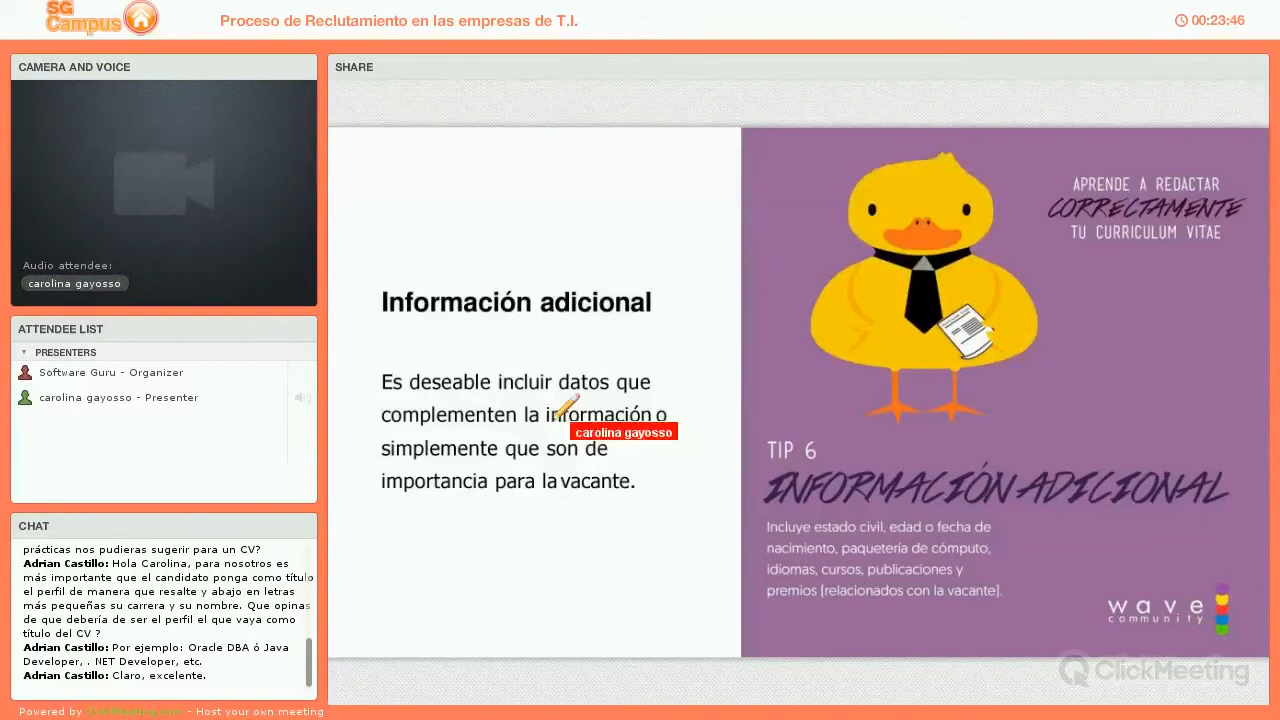 SG
Campus
Proceso de Reclutamiento en las empresas de T.I.
00:23:46
CAMERA AND VOICE
Audio attendee:
carolina gayosso
ATTENDEE LIST
PRESENTERS
Software Guru - Organizer
carolina gayosso - Presenter
CHAT
prácticas nos pudieras sugerir para un CV?
Adrian Castillo: Hola Carolina, para nosotros es
más importante que el candidato ponga como título
el perfil de manera que resalte y abajo en letras
más pequeñas su carrera y su nombre. Que opinas
de que debería de ser el perfil el que vaya como
título del CV ?
Adrian Castillo: Por ejemplo: Oracle DBA ó Java
Developer, . NET Developer, etc.
Adrian Castillo: Claro, excelente.
Powered by ClickMeeting.com - Host your own meeting
SHARE
Información adicional
Es deseable incluir datos que
complementen la información o
carolina gayosso
simplemente que son de
importancia para la vacante.
APRENDE A REDACTAR
CORRECTAMENTE
TU CURRICULUM VITAE
TIP 6
INFORMACIÓN ADICIONAL
Incluye estado civil, edad o fecha de
nacimiento, paquetería de cómputo,
idiomas, cursos, publicaciones y
premios [relacionados con la vacante].
wave
community
ClickMeeting